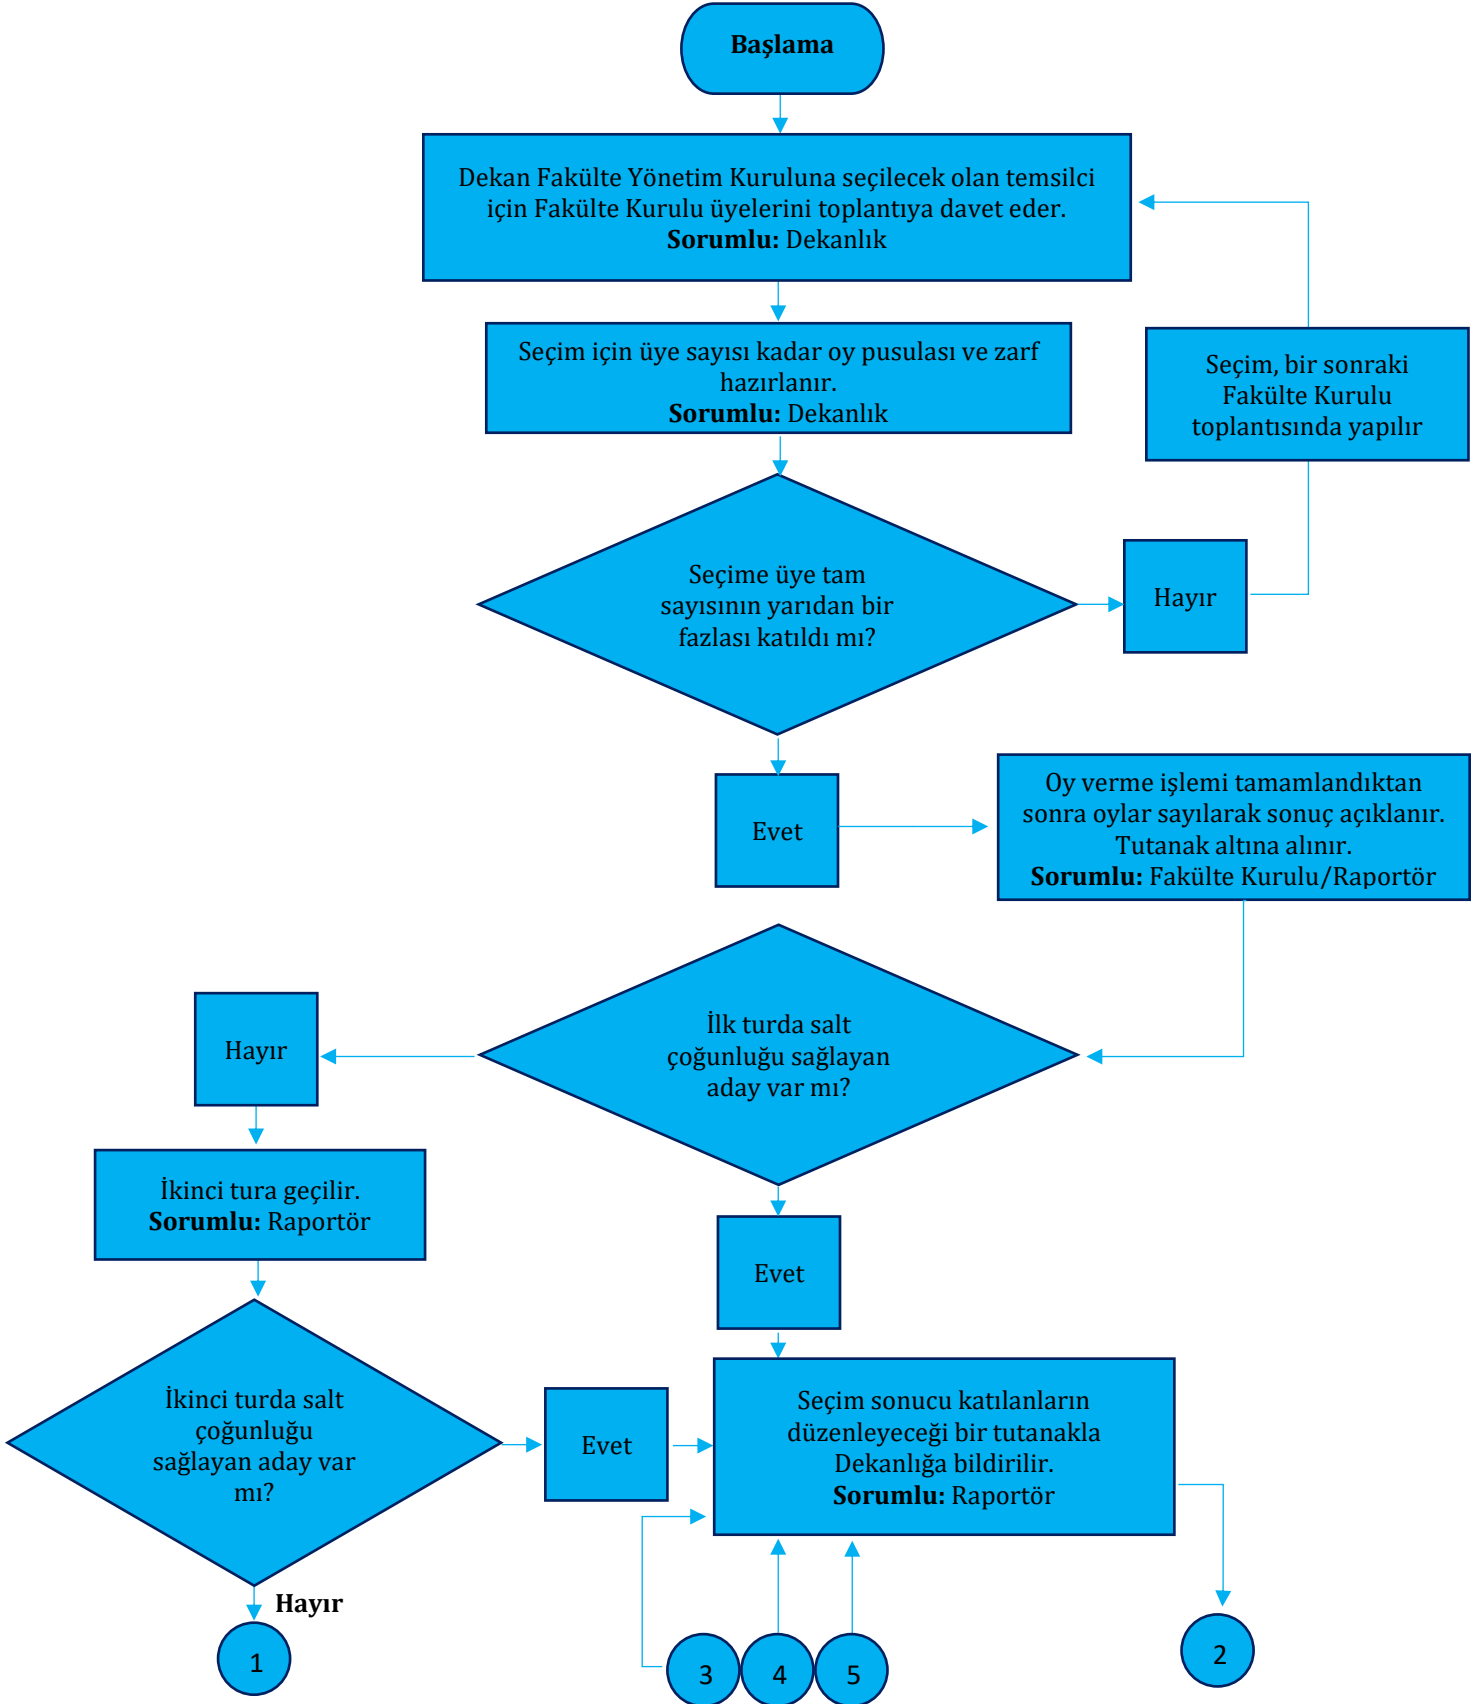 Başlama
Dekan Fakülte Yönetim Kuruluna seçilecek olan temsilci
için Fakülte Kurulu üyelerini toplantıya davet eder.
Sorumlu: Dekanlık
Seçim için üye sayısı kadar oy pusulası ve zarf
hazırlanır.
Sorumlu: Dekanlık
Seçim, bir sonraki
Fakülte Kurulu
toplantısında yapılır
Seçime üye tam
sayısının yarıdan bir
fazlası katıldı mı?
Hayır
Evet
Oy verme işlemi tamamlandıktan
sonra oylar sayılarak sonuç açıklanır.
Tutanak altına alınır.
Sorumlu: Fakülte Kurulu/Raportör
İlk turda salt
çoğunluğu sağlayan
aday var mı?
Hayır
İkinci tura geçilir.
Sorumlu: Raportör
Evet
İkinci turda salt
çoğunluğu
sağlayan aday var
mı?
Evet
Seçim sonucu katılanların
düzenleyeceği bir tutanakla
Dekanlığa bildirilir.
Sorumlu: Raportör
Hayır
1
3
4
5
2